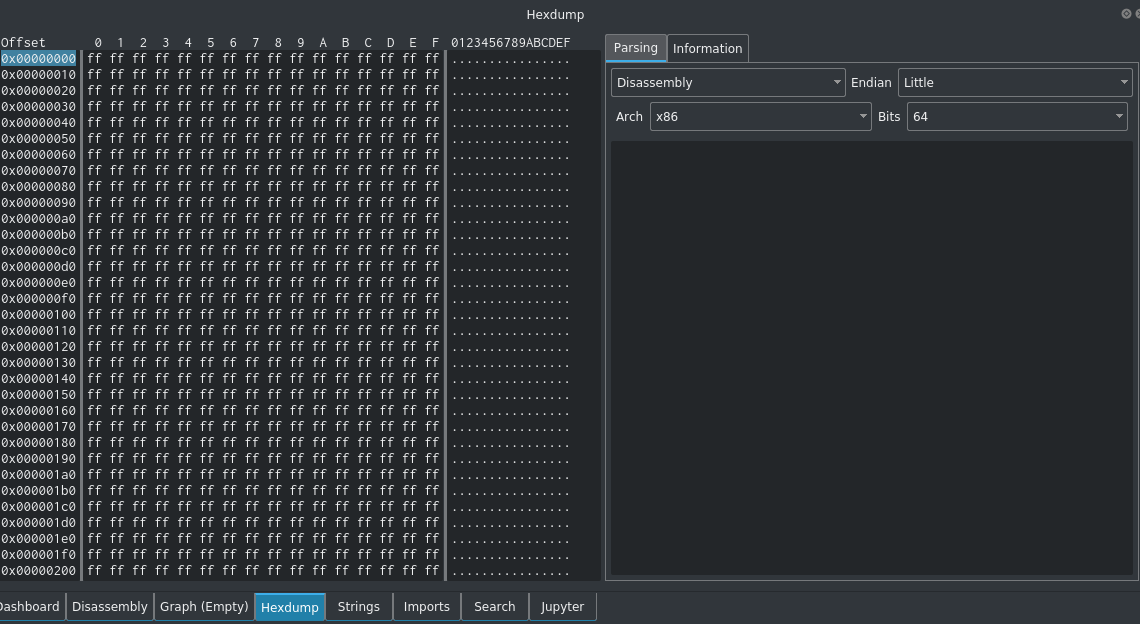 Hexdump
Offset 0 1 2 3 4 5 6 7 8 9 A B C D E F 0123456789ABCDEF
0x00000000 ff ff ff ff ff ff ff ff ff ff ff ff ff ff ff ff ................
0x00000010 ff ff ff ff ff ff ff ff ff ff ff ff ff ff ff ff ................
0x00000020 ff ff ff ff ff ff ff ff ff ff ff ff ff ff ff ff ................
0x00000030 ff ff ff ff ff ff ff ff ff ff ff ff ff ff ff ff ................
0x00000040 ff ff ff ff ff ff ff ff ff ff ff ff ff ff ff ff ................
0x00000050 ff ff ff ff ff ff ff ff ff ff ff ff ff ff ff ff ................
0x00000060 ff ff ff ff ff ff ff ff ff ff ff ff ff ff ff ff ................
0x00000070 ff ff ff ff ff ff ff ff ff ff ff ff ff ff ff ff ................
0x00000080 ff ff ff ff ff ff ff ff ff ff ff ff ff ff ff ff ................
0x00000090 ff ff ff ff ff ff ff ff ff ff ff ff ff ff ff ff ................
0x000000a0 ff ff ff ff ff ff ff ff ff ff ff ff ff ff ff ff ................
0x000000b0 ff ff ff ff ff ff ff ff ff ff ff ff ff ff ff ff ................
0x000000c0 ff ff ff ff ff ff ff ff ff ff ff ff ff ff ff ff ................
0x000000d0 ff ff ff ff ff ff ff ff ff ff ff ff ff ff ff ff ................
0x000000e0 ff ff ff ff ff ff ff ff ff ff ff ff ff ff ff ff ................
0x000000f0 ff ff ff ff ff ff ff ff ff ff ff ff ff ff ff ff ................
0x00000100 ff ff ff ff ff ff ff ff ff ff ff ff ff ff ff ff ................
0x00000110 ff ff ff ff ff ff ff ff ff ff ff ff ff ff ff ff ................
0x00000120 ff ff ff ff ff ff ff ff ff ff ff ff ff ff ff ff ................
0x00000130 ff ff ff ff ff ff ff ff ff ff ff ff ff ff ff ff ................
0x00000140 ff ff ff ff ff ff ff ff ff ff ff ff ff ff ff ff ................
0x00000150 ff ff ff ff ff ff ff ff ff ff ff ff ff ff ff ff ................
0x00000160 ff ff ff ff ff ff ff ff ff ff ff ff ff ff ff ff ................
0x00000170 ff ff ff ff ff ff ff ff ff ff ff ff ff ff ff ff ................
0x00000180 ff ff ff ff ff ff ff ff ff ff ff ff ff ff ff ff ................
0x00000190 ff ff ff ff ff ff ff ff ff ff ff ff ff ff ff ff ................
0x000001a0 ff ff ff ff ff ff ff ff ff ff ff ff ff ff ff ff ................
0x000001b0 ff ff ff ff ff ff ff ff ff ff ff ff ff ff ff ff ................
0x000001c0 ff ff ff ff ff ff ff ff ff ff ff ff ff ff ff ff ................
0x000001d0 ff ff ff ff ff ff ff ff ff ff ff ff ff ff ff ff ................
0x000001e0 ff ff ff ff ff ff ff ff ff ff ff ff ff ff ff ff ................
0x000001f0 ff ff ff ff ff ff ff ff ff ff ff ff ff ff ff ff ................
0x00000200 ff ff ff ff ff ff ff ff ff ff ff ff ff ff ff ff ................
Parsing Information
Disassembly Endian Little
Arch x86 Bits 64
Dashboard Disassembly Graph (Empty) Hexdump Strings Imports Search Jupyter